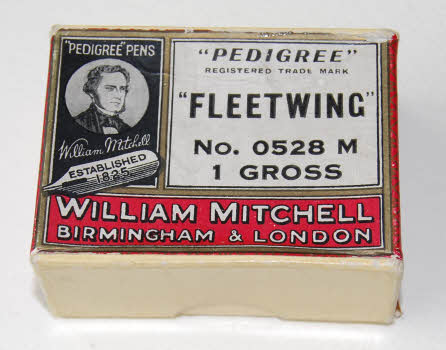 "PEDIGREE" PENS
William Mitchell
ESTABLISHED
1825
"PEDIGREE"
REGISTERED TRADE MARK
"FLEETWING"
No. 0528 M
1 GROSS
WILLIAM MITCHELL
BIRMINGHAM & LONDON